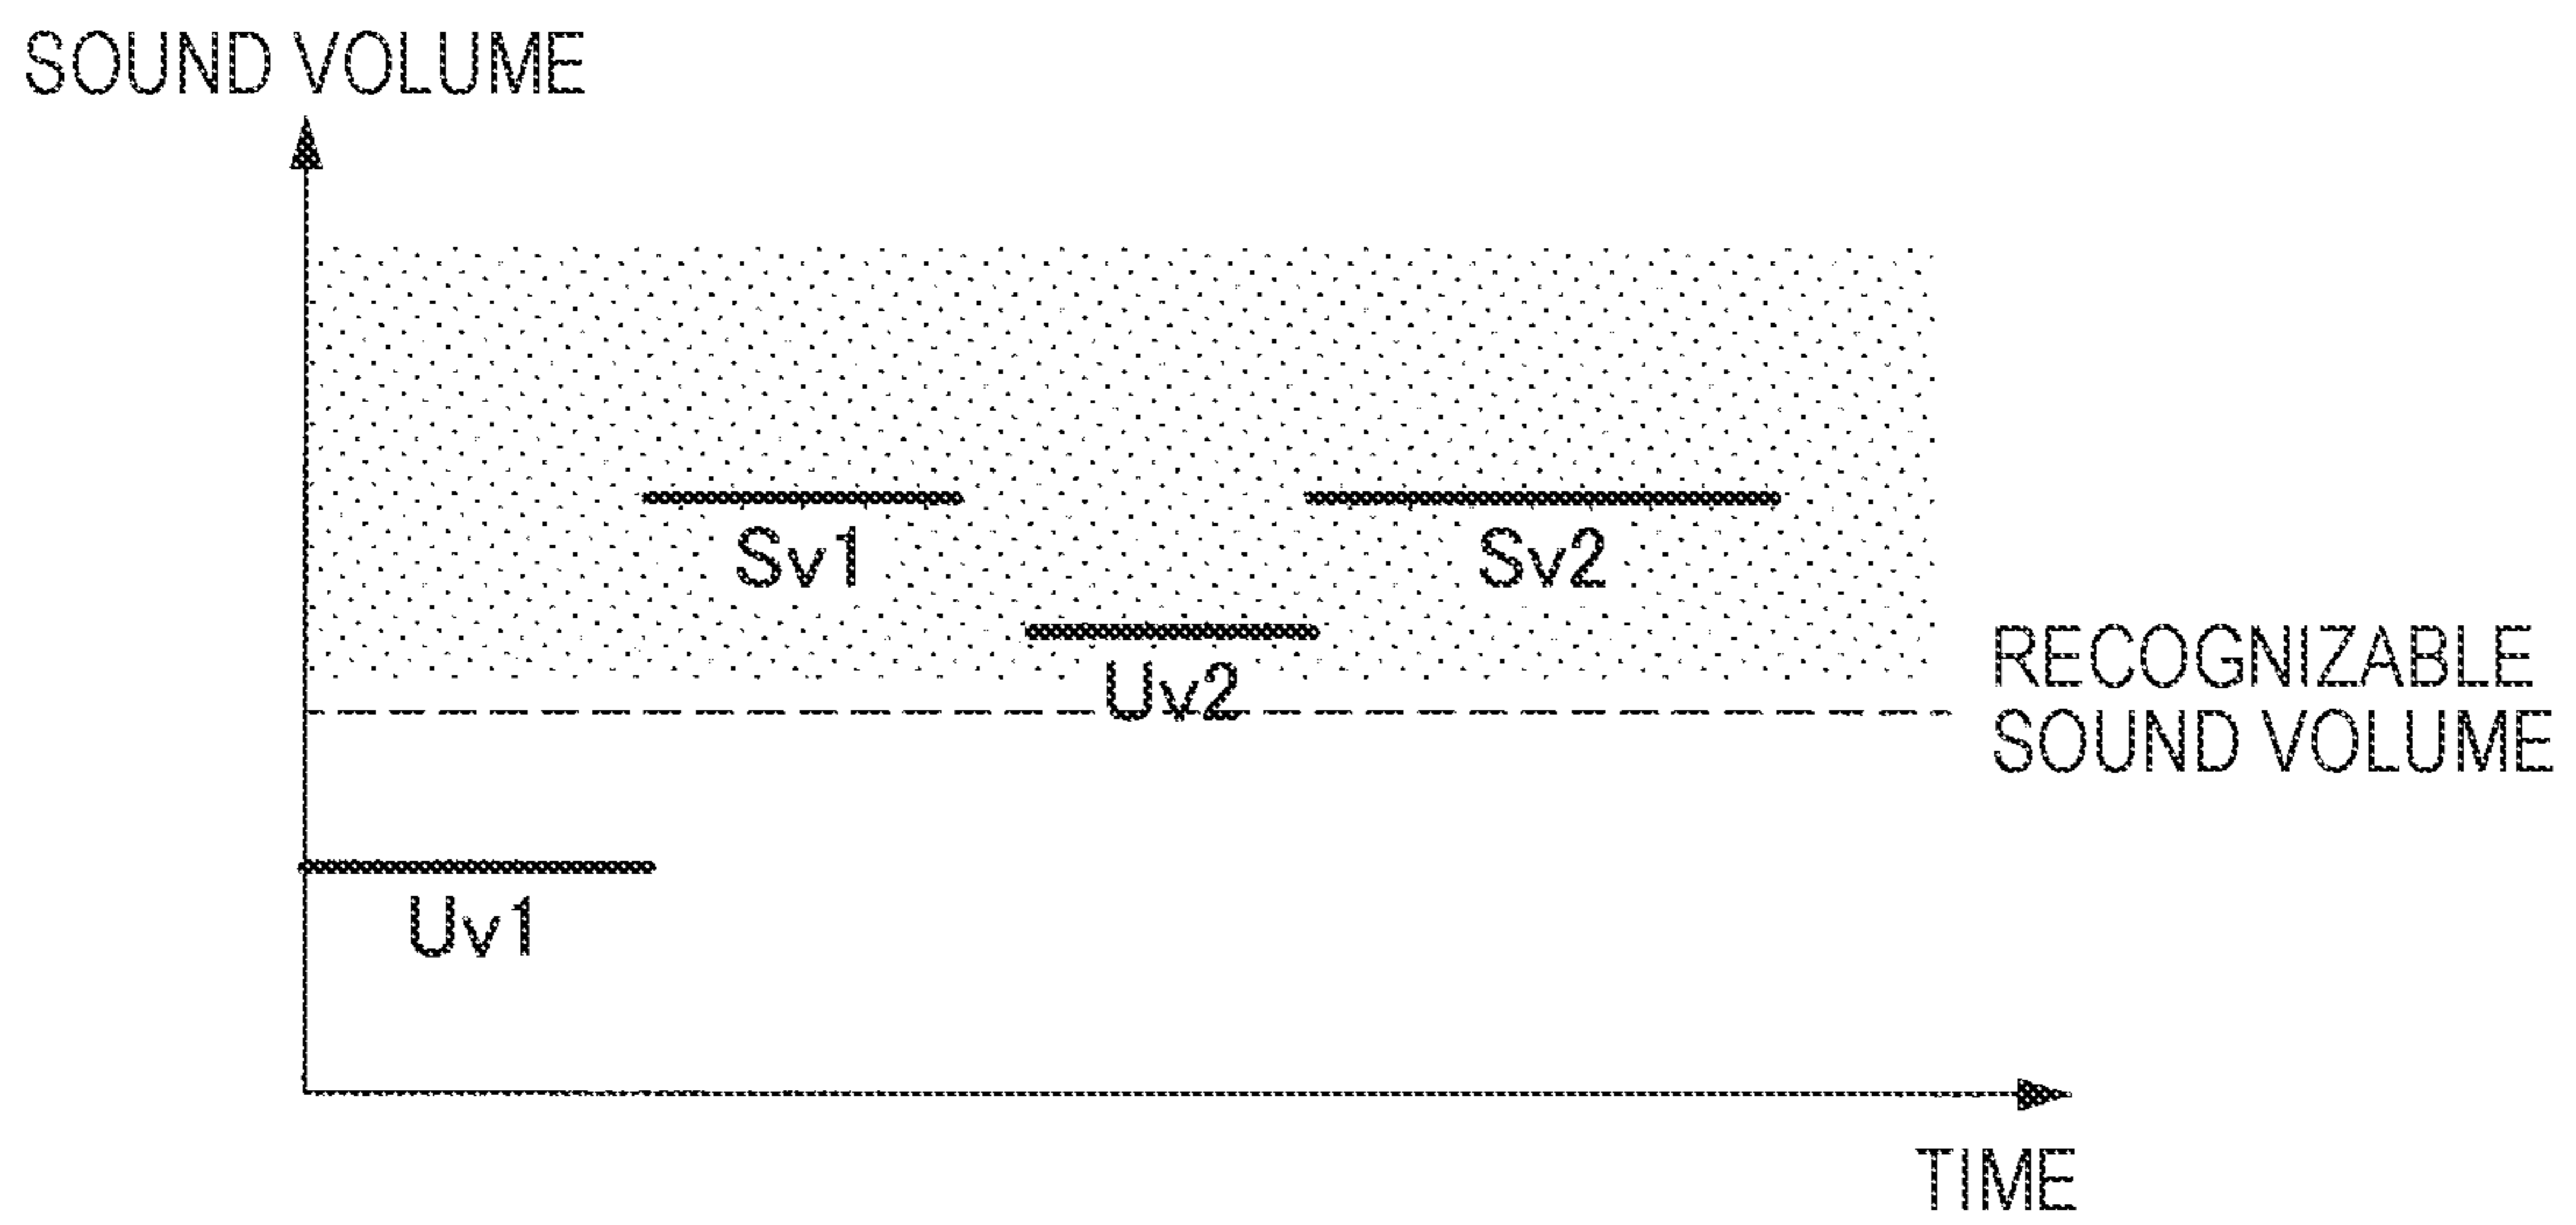 SOUND VOLUME
Sv1
Sv2
Uv2
RECOGNIZABLE
SOUND VOLUME
Uv1
TIME